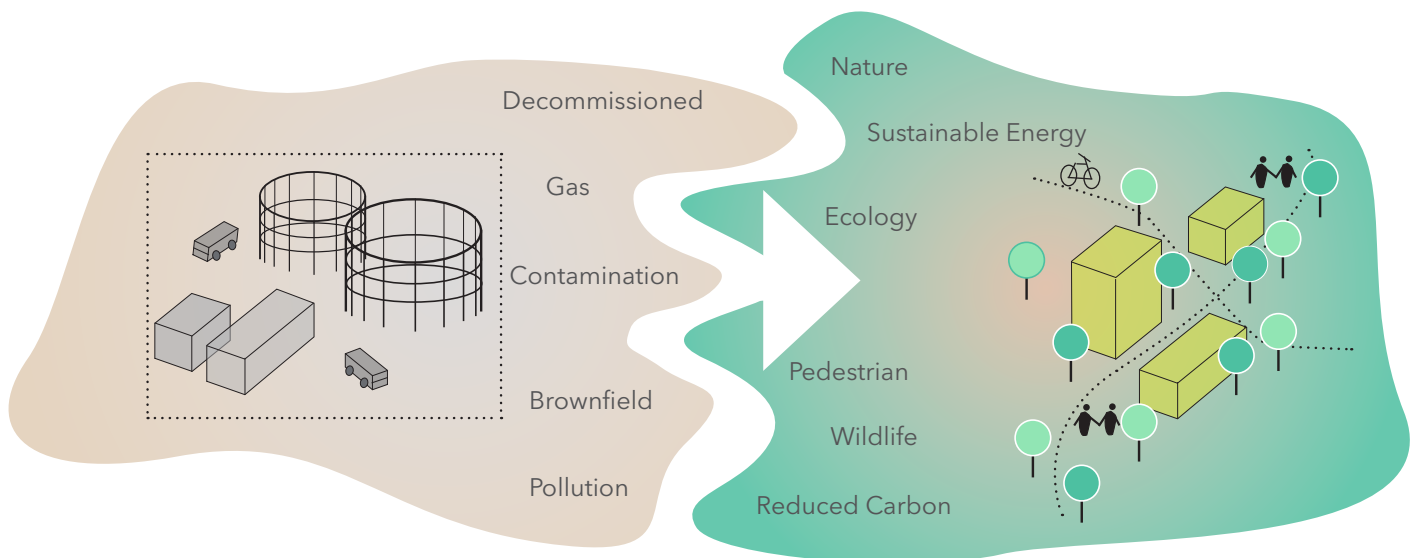 Decommissioned
Gas
Contamination
Brownfield
Pollution
Nature
Sustainable Energy
Ecology
Pedestrian
Wildlife
Reduced Carbon